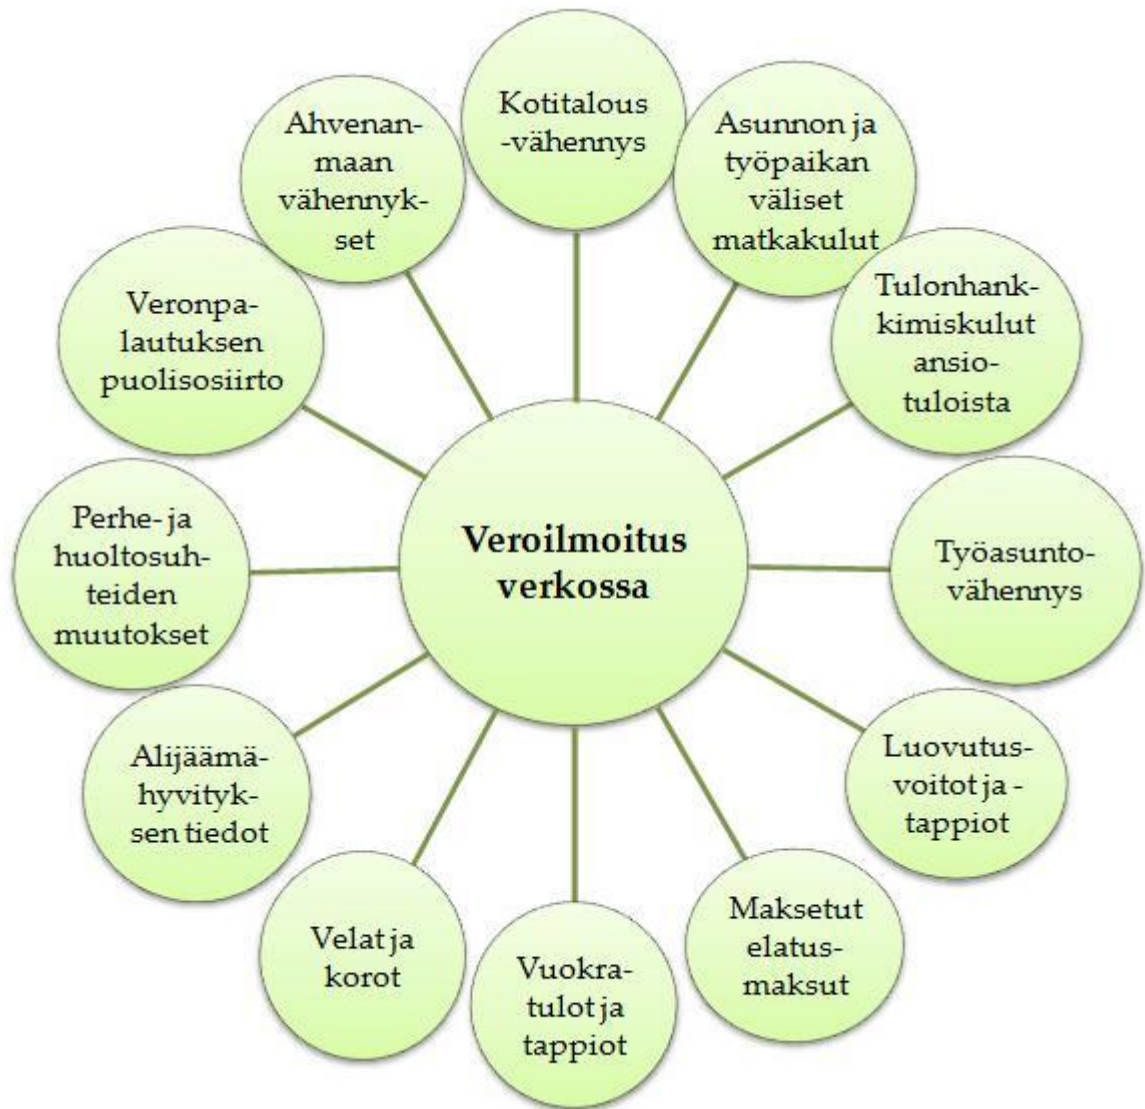 Kotitalous
-vähennys
Asunnon ja
työpaikan
väliset
matkakulut
Tulonhank-
kimiskulut
ansio-
tuloista
Työasunto-
vähennys
Luovutus-
voitot ja -
tappiot
Maksetut
elatus-
maksut
Vuokra-
tulot ja
tappiot
Velat ja
korot
Alijäämä-
hyvityk-
sen tiedot
Perhe- ja
huoltosuh-
teiden
muutokset
Veronpa-
lautuksen
puolisosiirto
Ahvenan-
maan
vähennyk-
set
Veroilmoitus
verkossa